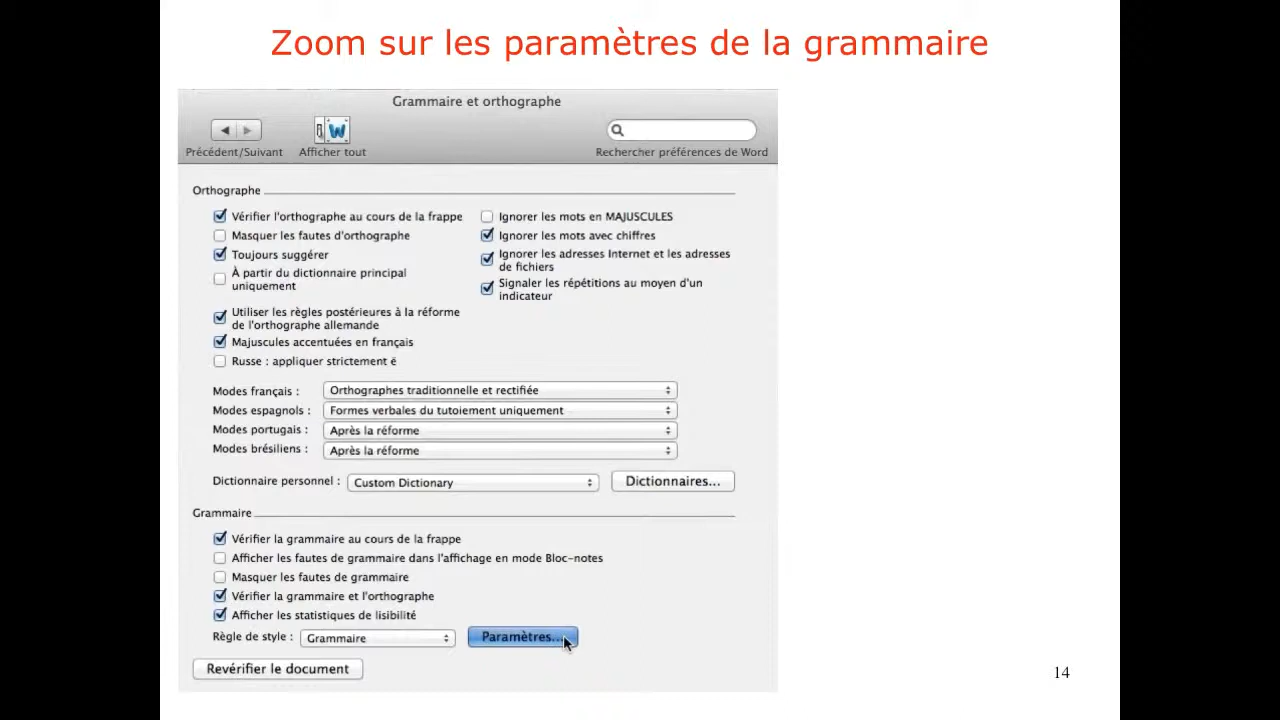 Zoom sur les paramètres de la grammaire
Grammaire et orthographe
Précédent/Suivant
Afficher tout
Rechercher préférences de Word
Orthographe
Vérifier l'orthographe au cours de la frappe
Ignorer les mots en MAJUSCULES
Masquer les fautes d'orthographe
Ignorer les mots avec chiffres
Toujours suggérer
Ignorer les adresses Internet et les adresses
de fichiers
À partir du dictionnaire principal
uniquement
Signaler les répétitions au moyen d'un
indicateur
Utiliser les règles postérieures à la réforme
de l'orthographe allemande
Majuscules accentuées en français
Russe : appliquer strictement ë
Modes français : Orthographes traditionnelle et rectifiée
Modes espagnols : Formes verbales du tutoiement uniquement
Modes portugais : Après la réforme
Modes brésiliens : Après la réforme
Dictionnaire personnel : Custom Dictionary Dictionnaires...
Grammaire
Vérifier la grammaire au cours de la frappe
Afficher les fautes de grammaire dans l'affichage en mode Bloc-notes
Masquer les fautes de grammaire
Vérifier la grammaire et l'orthographe
Afficher les statistiques de lisibilité
Règle de style : Grammaire Paramètres...
Revérifier le document
14